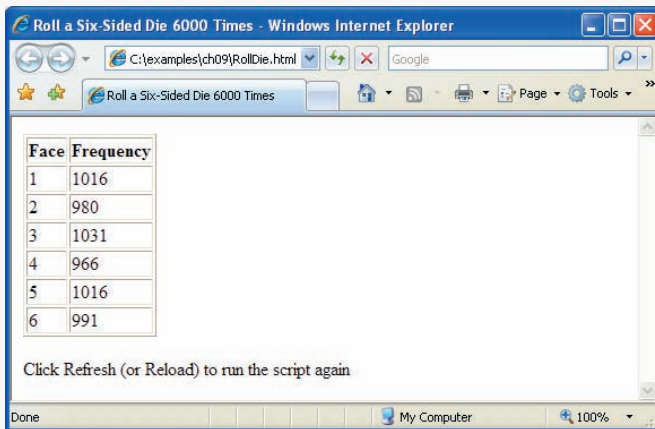 Roll a Six-Sided Die 6000 Times - Windows Internet Explorer
C:\examples\ch09\RollDie.html Google
Roll a Six-Sided Die 6000 Times Page Tools »
Face Frequency
1 1016
2 980
3 1031
4 966
5 1016
6 991
Click Refresh (or Reload) to run the script again
Done My Computer 100%